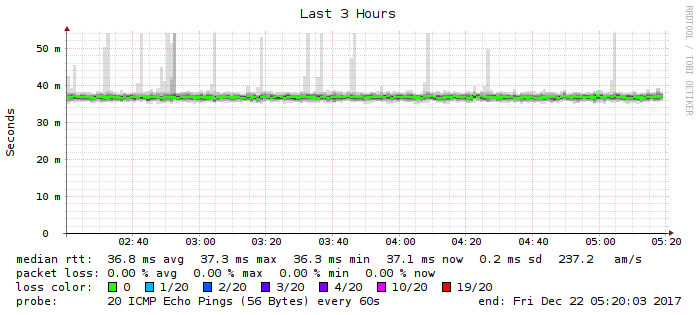 Last 3 Hours
RRDTOOL / TOBI OETIKER
Seconds
50 m
40 m
30 m
20 m
10 m
0
02:40 03:00 03:20 03:40 04:00 04:20 04:40 05:00 05:20
median rtt: 36.8 ms avg 37.3 ms max 36.3 ms min 37.1 ms now 0.2 ms sd 237.2 am/s
packet loss: 0.00 % avg 0.00 % max 0.00 % min 0.00 % now
loss color: 0 1/20 2/20 3/20 4/20 10/20 19/20
probe: 20 ICMP Echo Pings (56 Bytes) every 60s end: Fri Dec 22 05:20:03 2017